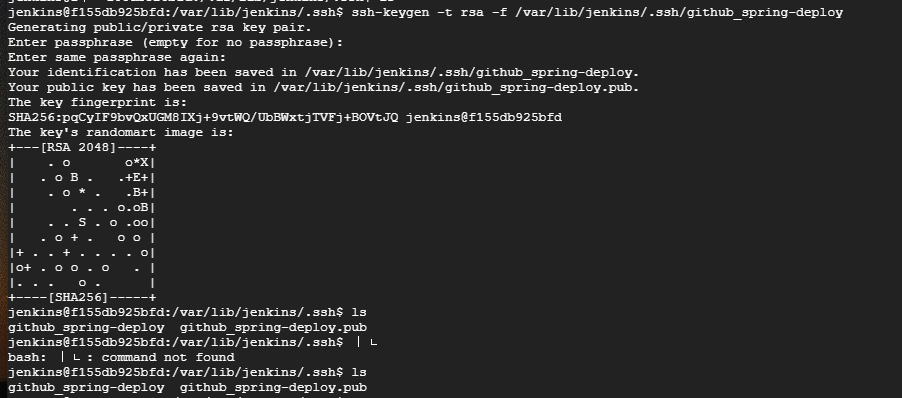 jenkins@f155db925bfd:/var/lib/jenkins/.ssh$ ssh-keygen -t rsa -f /var/lib/jenkins/.ssh/github_spring-deploy
Generating public/private rsa key pair.
Enter passphrase (empty for no passphrase):
Enter same passphrase again:
Your identification has been saved in /var/lib/jenkins/.ssh/github_spring-deploy.
Your public key has been saved in /var/lib/jenkins/.ssh/github_spring-deploy.pub.
The key fingerprint is:
SHA256:pqCyIF9bvQxUGM8IXj+9vtWQ/UbBWxtjTVFj+BOVtJQ jenkins@f155db925bfd
The key's randomart image is:
+---[RSA 2048]----+
|    . o       o*X|
|   . o B .   .+E+|
|    . o * .   .B+|
|       . . . o.oB|
|    . . S . o .oo|
|   . o + .   o o |
|+ . . + . . . . o|
|o+ . o o . o   . |
|. . .   o .      |
+----[SHA256]-----+
jenkins@f155db925bfd:/var/lib/jenkins/.ssh$ ls
github_spring-deploy  github_spring-deploy.pub
jenkins@f155db925bfd:/var/lib/jenkins/.ssh$ ㅣㄴ
bash: ㅣㄴ: command not found
jenkins@f155db925bfd:/var/lib/jenkins/.ssh$ ls
github_spring-deploy  github_spring-deploy.pub